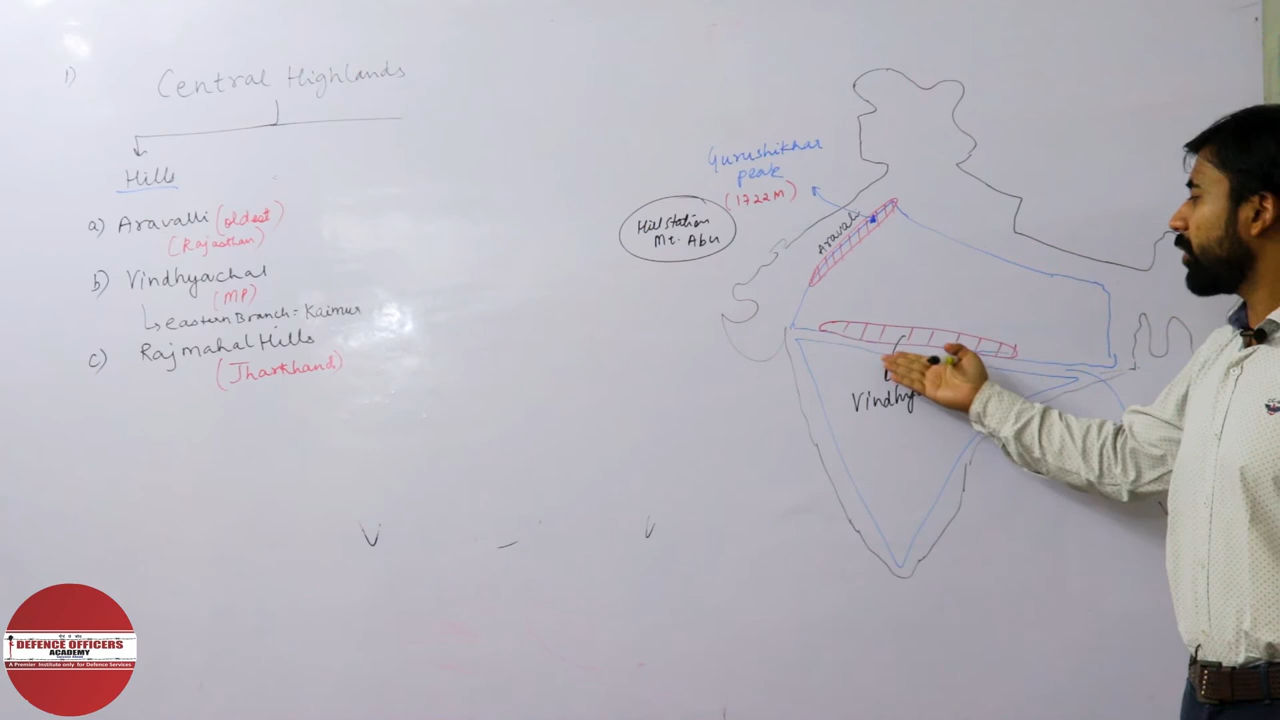 1) Central Highlands
Hills
a) Aravalli (oldest)
(Rajasthan)
b) Vindhyachal
(MP)
↳ eastern Branch = Kaimur
c) Rajmahal Hills
(Jharkhand)
Gurushikhar
peak
(1722M)
Hill station
Mt. Abu
Aravali
Vindhy
DEFENCE OFFICERS
ACADEMY
A Premier Institute only for Defence Services